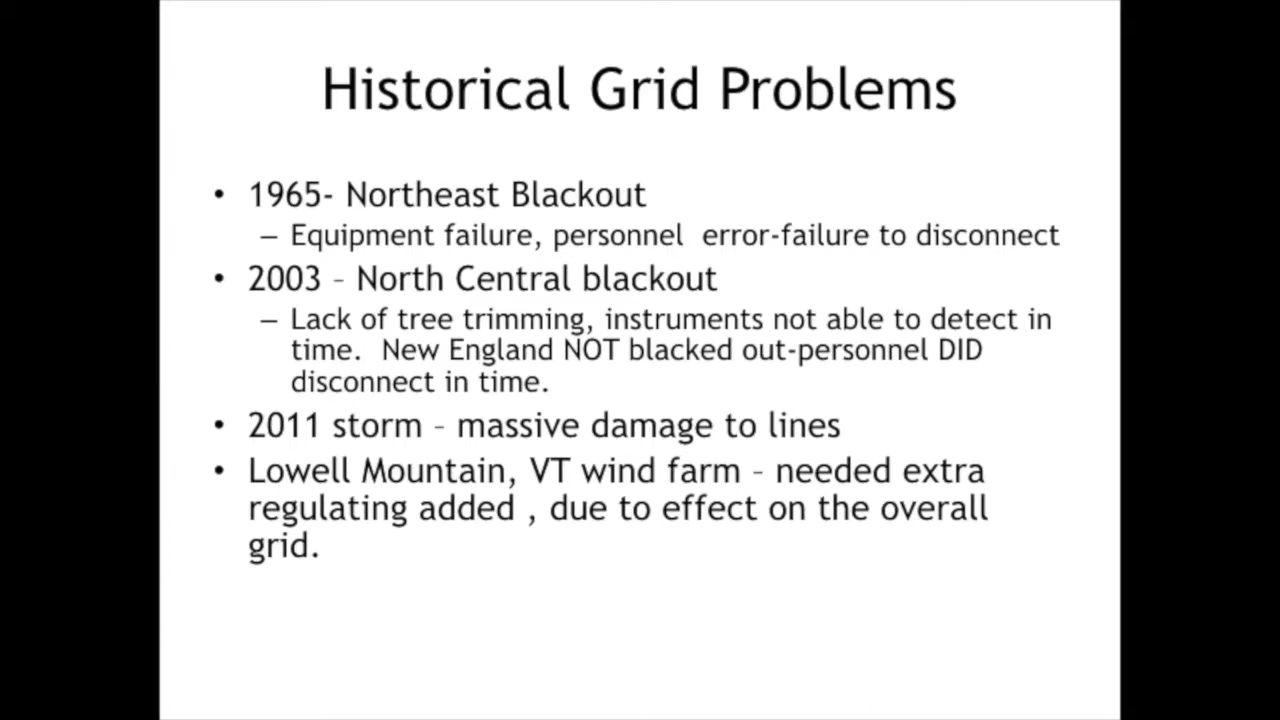 Historical Grid Problems
• 1965- Northeast Blackout
– Equipment failure, personnel  error-failure to disconnect
• 2003 – North Central blackout
– Lack of tree trimming, instruments not able to detect in
time.  New England NOT blacked out-personnel DID
disconnect in time.
• 2011 storm – massive damage to lines
• Lowell Mountain, VT wind farm – needed extra
regulating added , due to effect on the overall
grid.